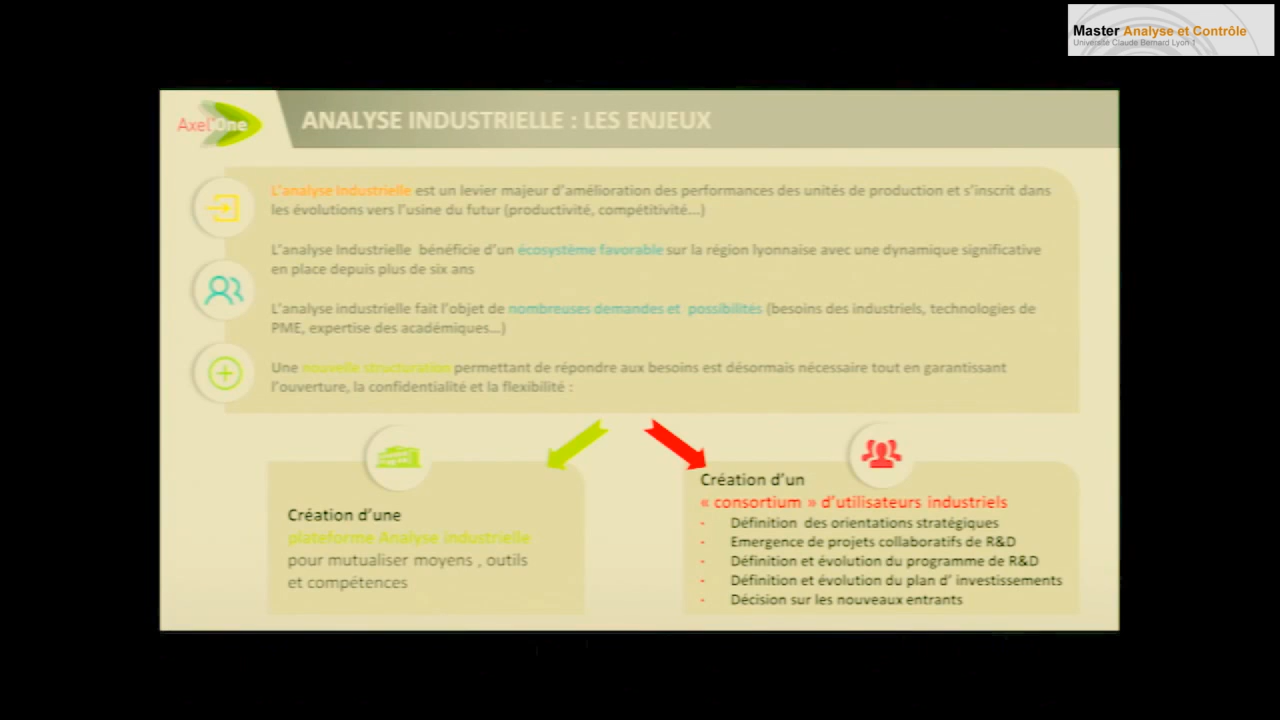 Master Analyse et Contrôle
Université Claude Bernard Lyon 1
Axel'One
ANALYSE INDUSTRIELLE : LES ENJEUX
L'analyse industrielle est un levier majeur d'amélioration des performances des unités de production et s'inscrit dans
les évolutions vers l'usine du futur (productivité, compétitivité...)
L'analyse Industrielle bénéficie d'un écosystème favorable sur la région lyonnaise avec une dynamique significative
en place depuis plus de six ans
L'analyse industrielle fait l'objet de nombreuses demandes et possibilités (besoins des industriels, technologies de
PME, expertise des académiques...)
Une nouvelle structuration permettant de répondre aux besoins est désormais nécessaire tout en garantissant
l'ouverture, la confidentialité et la flexibilité :
Création d'une
plateforme Analyse industrielle
pour mutualiser moyens , outils
et compétences
Création d'un
« consortium » d'utilisateurs industriels
- Définition des orientations stratégiques
- Emergence de projets collaboratifs de R&D
- Définition et évolution du programme de R&D
- Définition et évolution du plan d' investissements
- Décision sur les nouveaux entrants